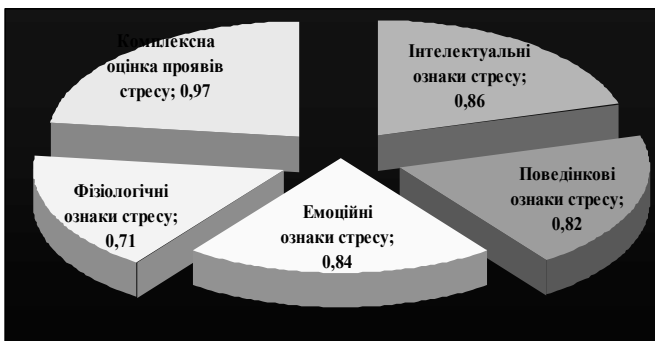 Комплексна
оцінка проявів
стресу; 0,97
Інтелектуальні
ознаки стресу;
0,86
Поведінкові
ознаки стресу;
0,82
Емоційні
ознаки стресу;
0,84
Фізіологічні
ознаки стресу;
0,71